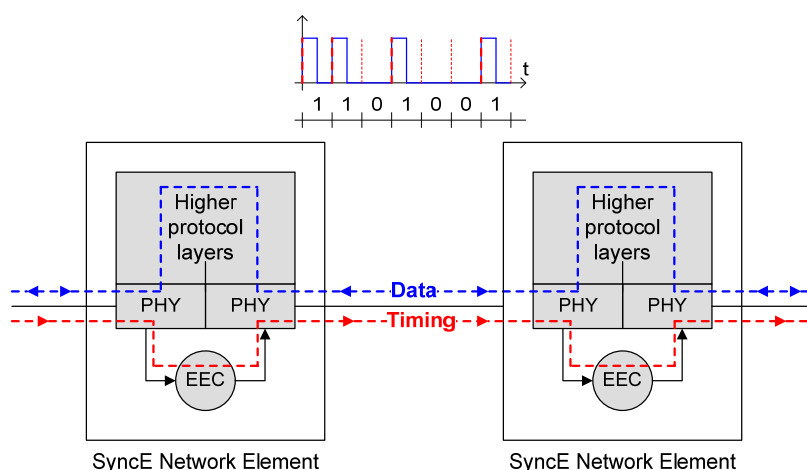 t
1 1 0 1 0 0 1
Higher
protocol
layers
Higher
protocol
layers
PHY PHY
Data
PHY PHY
Timing
EEC
EEC
SyncE Network Element
SyncE Network Element